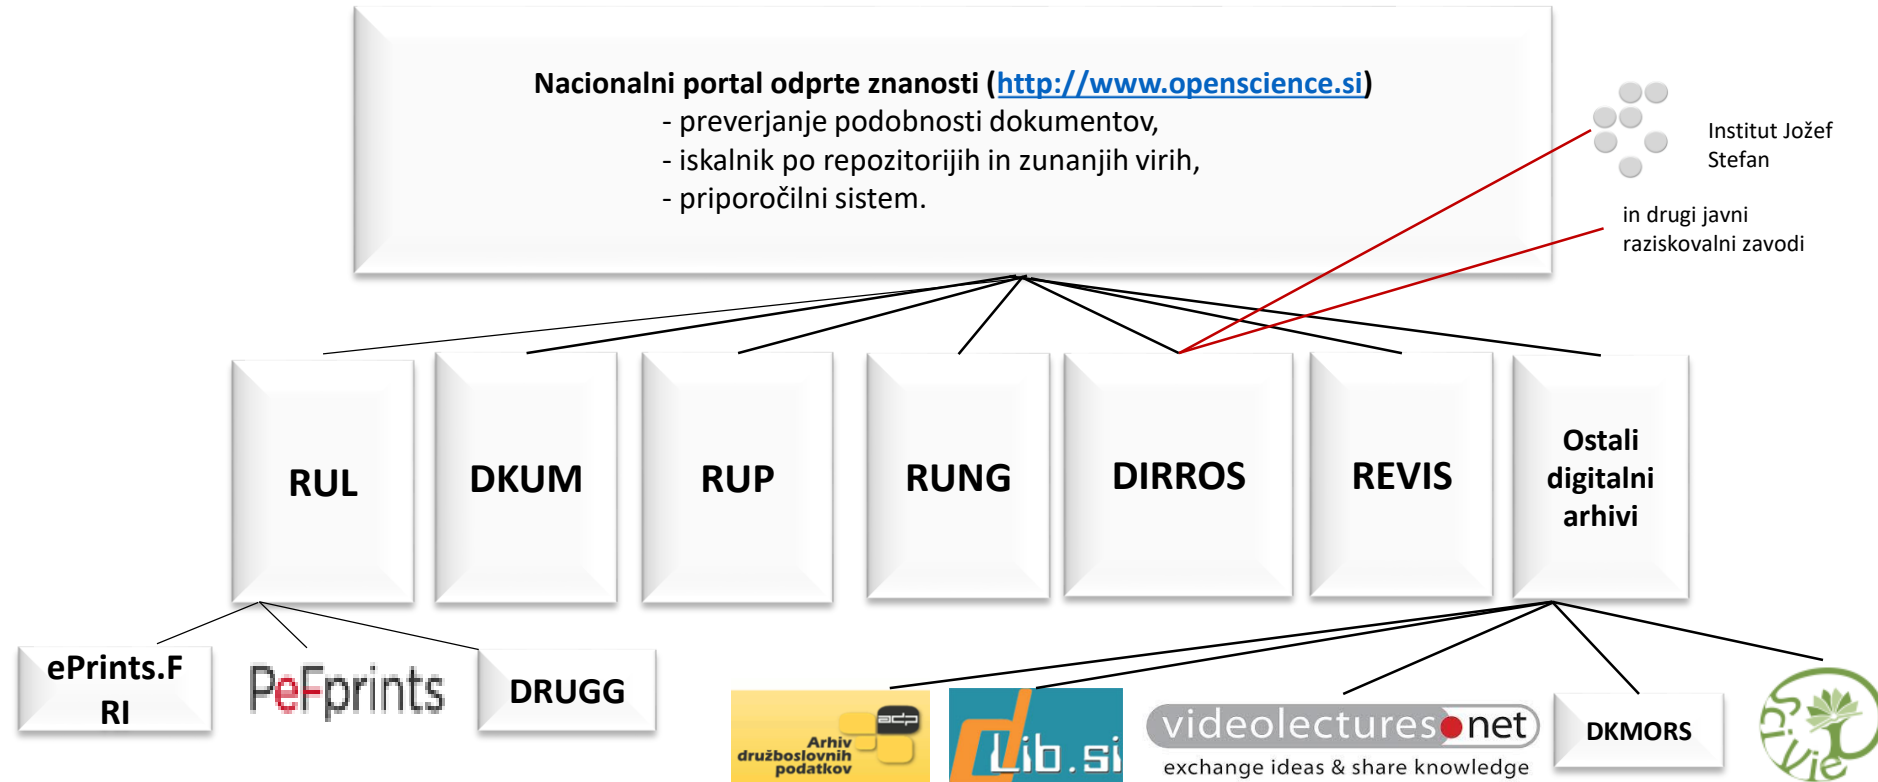 Nacionalni portal odprte znanosti (http://www.openscience.si)
- preverjanje podobnosti dokumentov,
- iskalnik po repozitorijih in zunanjih virih,
- priporočilni sistem.
Institut Jožef
Stefan
in drugi javni
raziskovalni zavodi
RUL
DKUM
RUP
RUNG
DIRROS
REVIS
Ostali
digitalni
arhivi
ePrints.F
RI
PeFprints
DRUGG
adp
Arhiv
družboslovnih
podatkov
dLib.si
videolectures.net
exchange ideas & share knowledge
DKMORS
SciVie